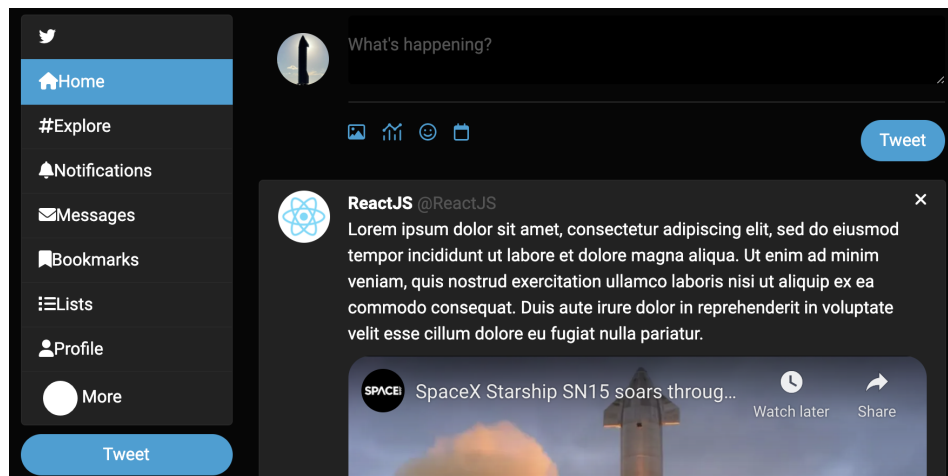 Home
#Explore
Notifications
Messages
Bookmarks
Lists
Profile
More
Tweet
What's happening?
Tweet
ReactJS @ReactJS
Lorem ipsum dolor sit amet, consectetur adipiscing elit, sed do eiusmod
tempor incididunt ut labore et dolore magna aliqua. Ut enim ad minim
veniam, quis nostrud exercitation ullamco laboris nisi ut aliquip ex ea
commodo consequat. Duis aute irure dolor in reprehenderit in voluptate
velit esse cillum dolore eu fugiat nulla pariatur.
SPACE
SpaceX Starship SN15 soars throug...
Watch later
Share